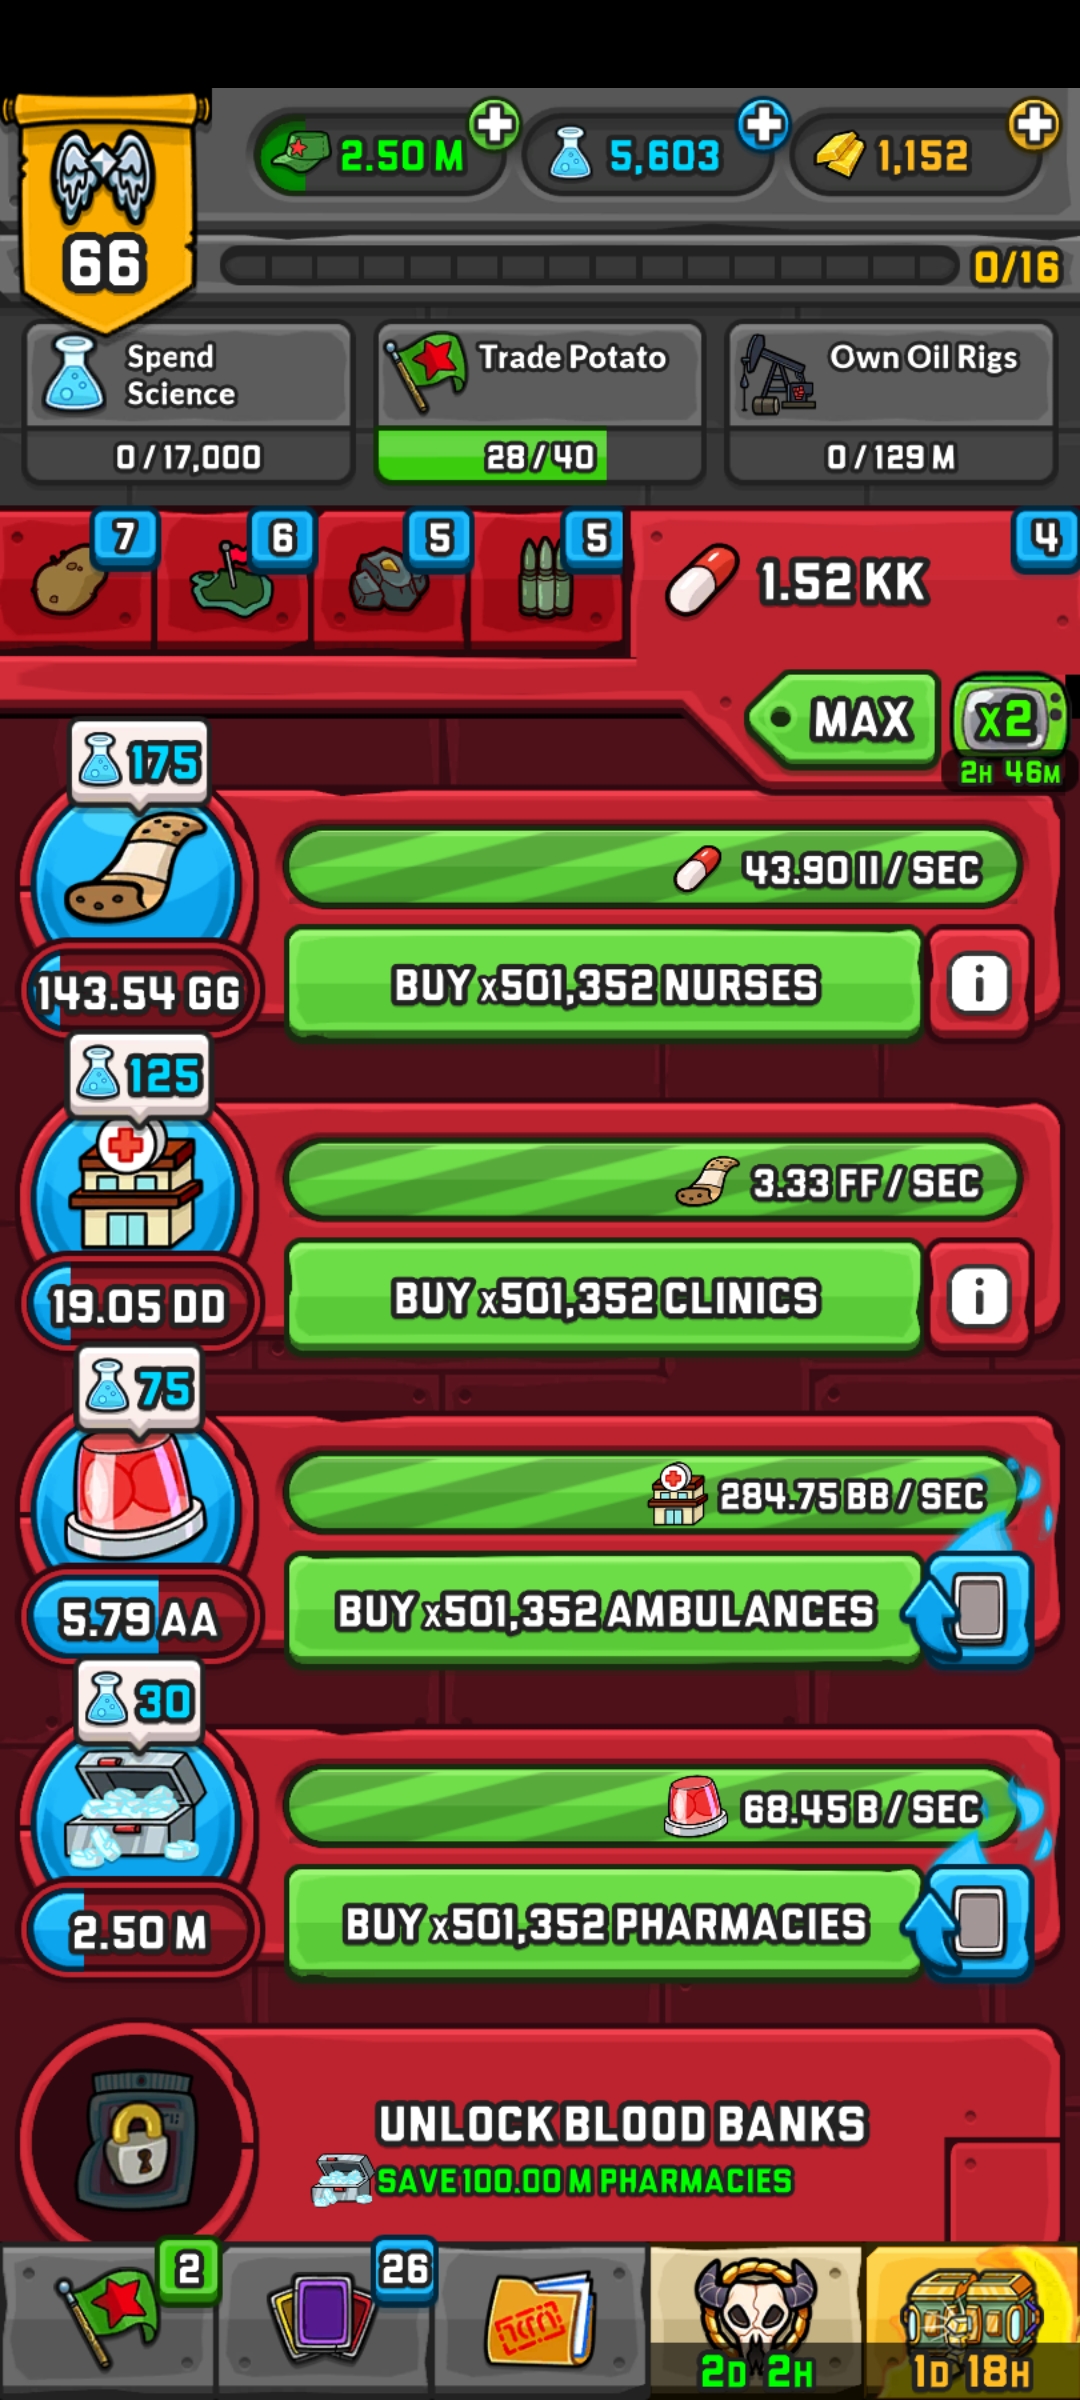 66
2.50 M
5,603
1,152
0/16
Spend
Science
0 / 17,000
Trade Potato
28 / 40
Own Oil Rigs
0 / 129 M
7
6
5
5
1.52 KK
4
MAX
x2
2H 46M
175
43.90 II / SEC
143.54 GG
BUY x501,352 NURSES
i
125
3.33 FF / SEC
19.05 DD
BUY x501,352 CLINICS
i
75
284.75 BB / SEC
5.79 AA
BUY x501,352 AMBULANCES
30
68.45 B / SEC
2.50 M
BUY x501,352 PHARMACIES
UNLOCK BLOOD BANKS
SAVE 100.00 M PHARMACIES
2
26
2D 2H
1D 18H